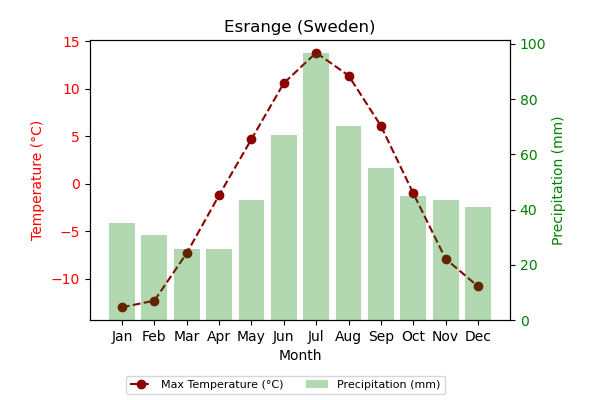 Esrange (Sweden)
15
10
5
0
−5
−10
Temperature (°C)
100
80
60
40
20
0
Precipitation (mm)
Jan Feb Mar Apr May Jun Jul Aug Sep Oct Nov Dec
Month
Max Temperature (°C) Precipitation (mm)